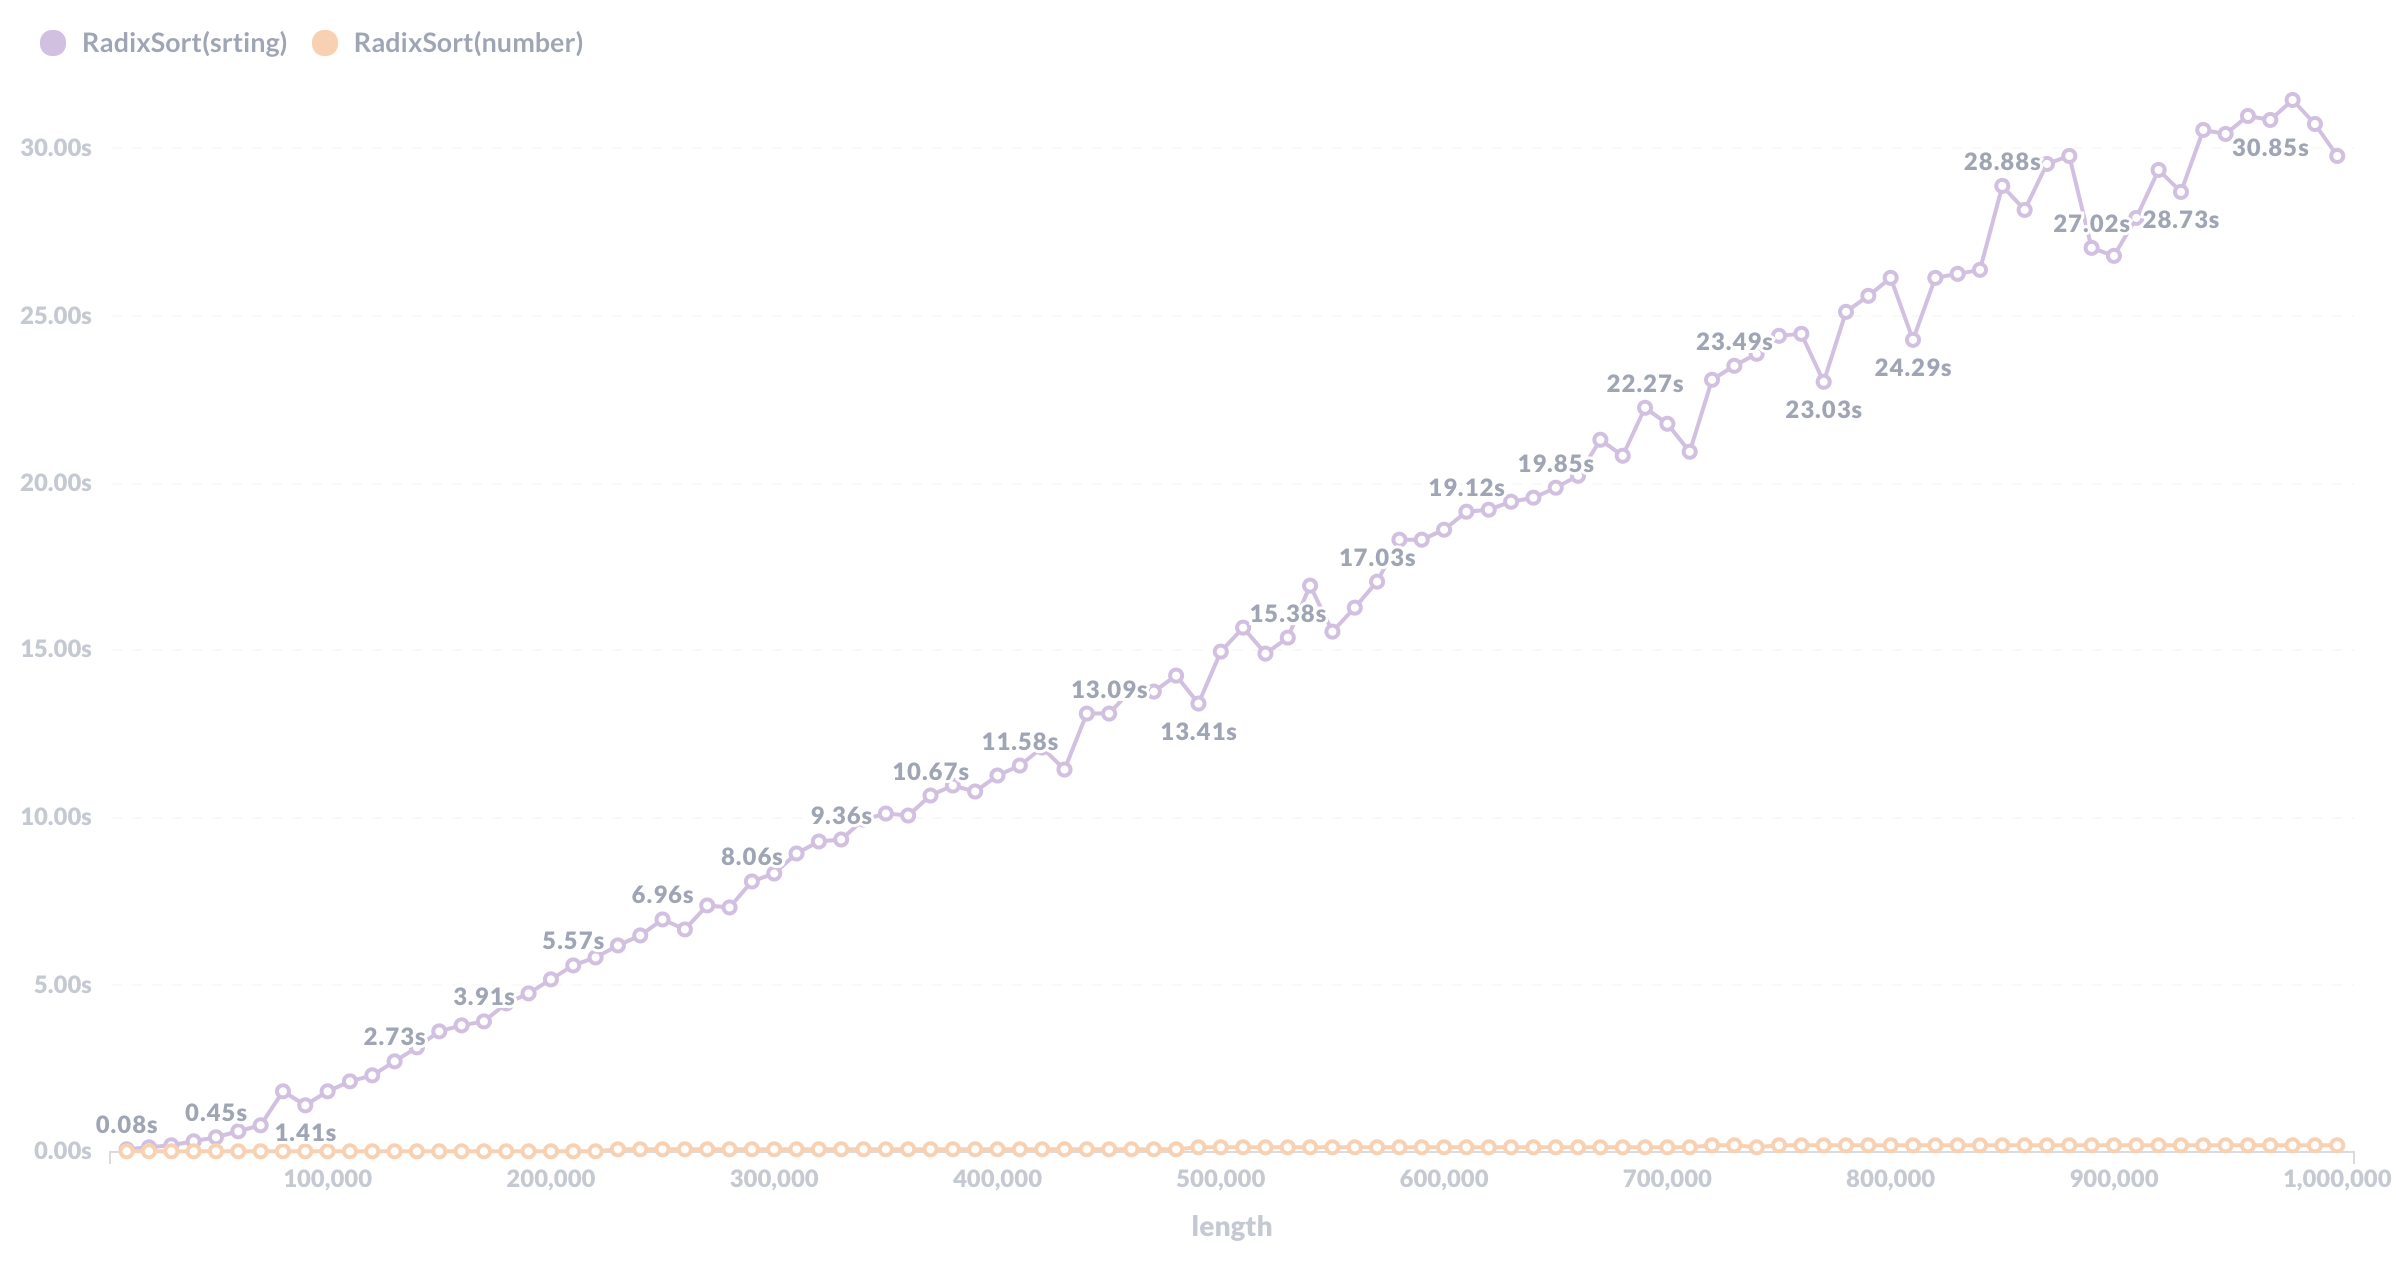 RadixSort(srting) RadixSort(number)
30.00s
25.00s
20.00s
15.00s
10.00s
5.00s
0.00s
0.08s
0.45s
1.41s
2.73s
3.91s
5.57s
6.96s
8.06s
9.36s
10.67s
11.58s
13.09s
13.41s
15.38s
17.03s
19.12s
19.85s
22.27s
23.49s
23.03s
24.29s
28.88s
27.02s
28.73s
30.85s
100,000 200,000 300,000 400,000 500,000 600,000 700,000 800,000 900,000 1,000,000
length